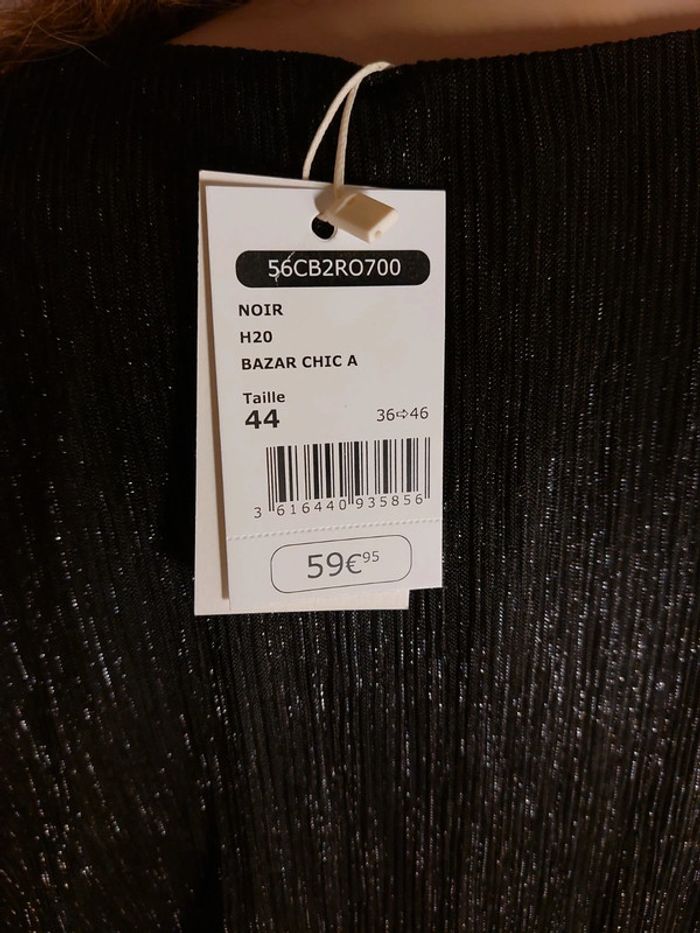 56CB2RO700
NOIR
H20
BAZAR CHIC A
Taille
44
36⇨46
3 616440 935856
59€95